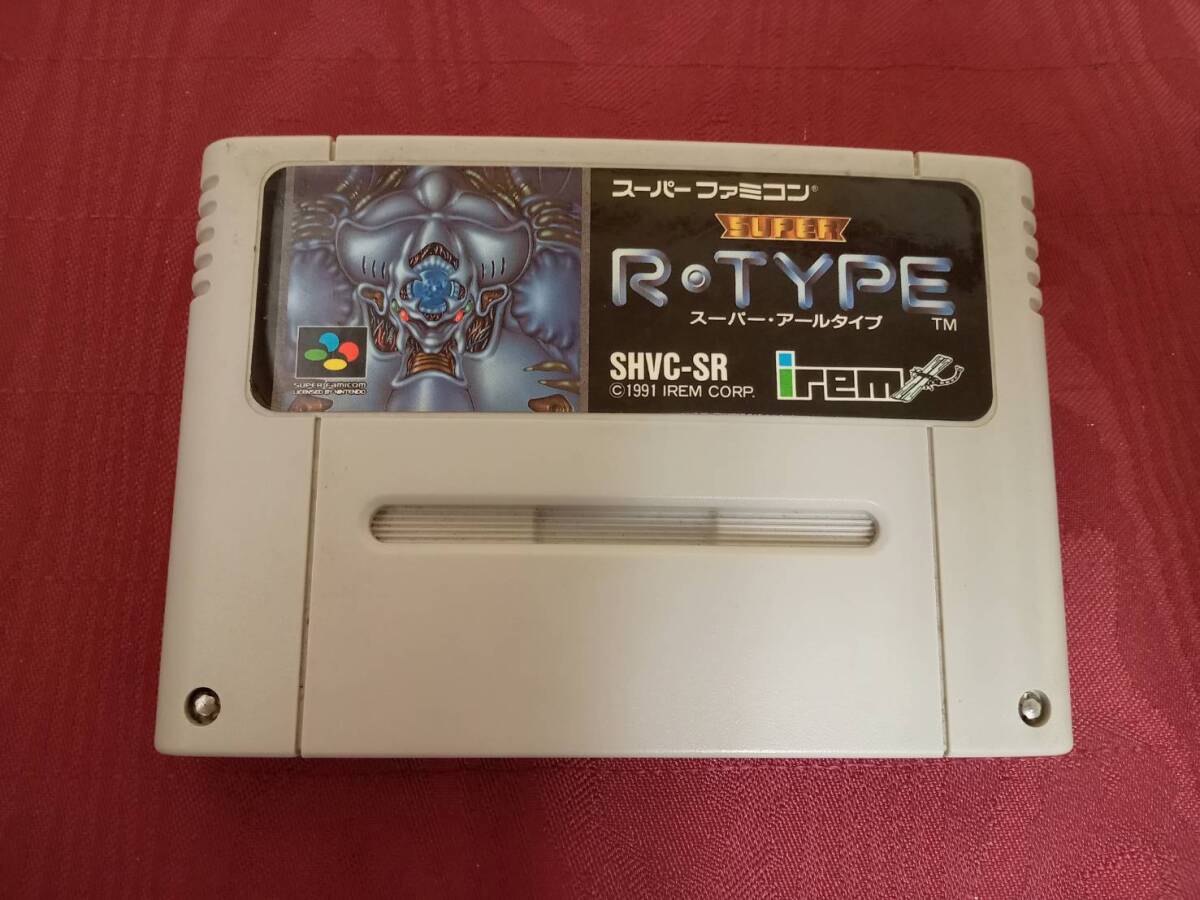 スーパーファミコン®
SUPER
R・TYPE
スーパー・アールタイプ TM
SHVC-SR
©1991 IREM CORP.
irem
SUPER FAMICOM
LICENSED BY NINTENDO